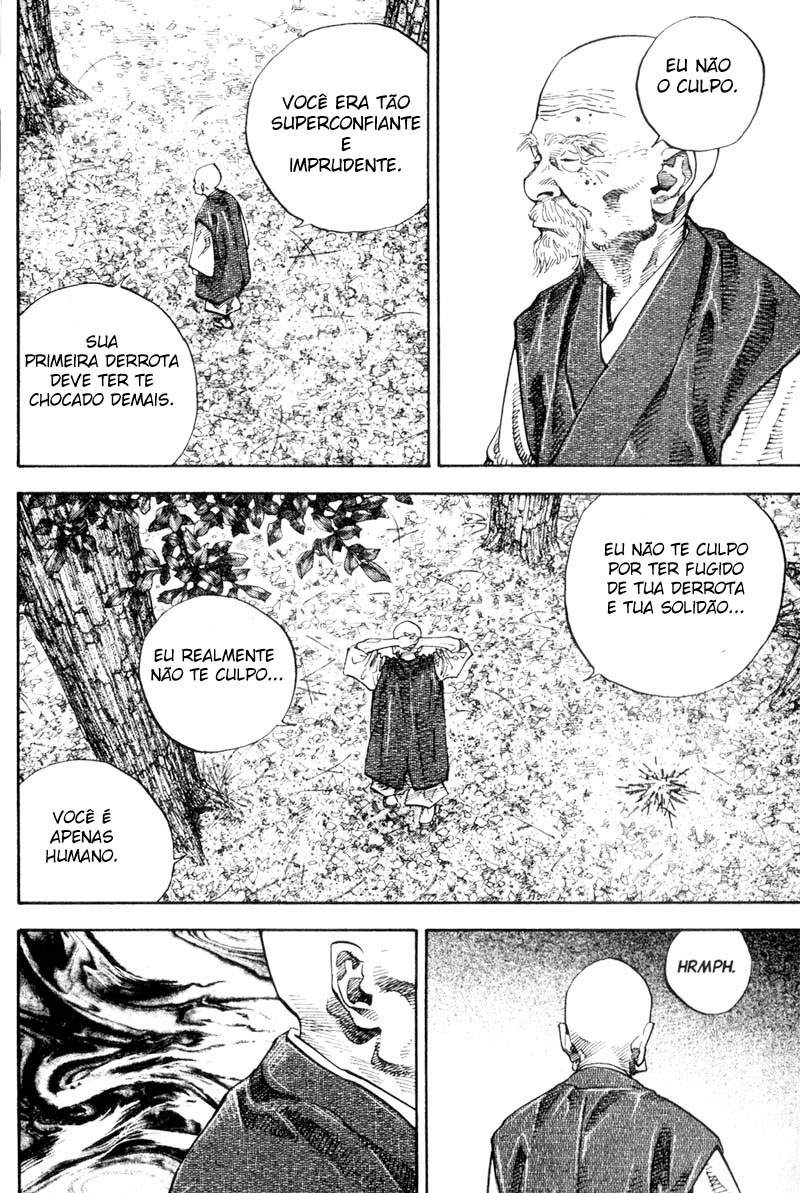 EU NÃO
O CULPO.
VOCÊ ERA TÃO
SUPERCONFIANTE
E
IMPRUDENTE.
SUA
PRIMEIRA DERROTA
DEVE TER TE
CHOCADO DEMAIS.
EU NÃO TE CULPO
POR TER FUGIDO
DE TUA DERROTA
E TUA SOLIDÃO...
EU REALMENTE
NÃO TE CULPO...
VOCÊ É
APENAS
HUMANO.
HRMPH.